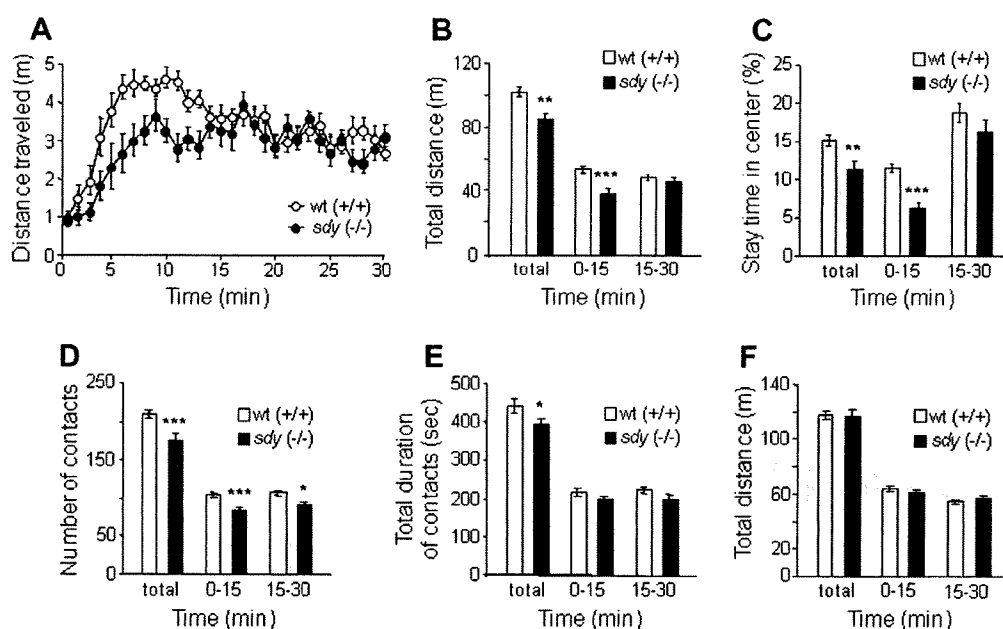 A
Distance traveled (m)
5
4
3
2
1
0
5
10
15
20
25
30
Time (min)
wt (+/+)
sdy (-/-)
B
Total distance (m)
120
80
40
0
total
0-15
15-30
Time (min)
wt (+/+)
sdy (-/-)
**
***
C
Stay time in center (%)
25
20
15
10
5
0
total
0-15
15-30
Time (min)
wt (+/+)
sdy (-/-)
**
***
D
Number of contacts
250
150
50
0
total
0-15
15-30
Time (min)
wt (+/+)
sdy (-/-)
***
***
*
E
Total duration
of contacts (sec)
500
400
300
200
100
0
total
0-15
15-30
Time (min)
wt (+/+)
sdy (-/-)
*
F
Total distance (m)
120
100
60
20
0
total
0-15
15-30
Time (min)
wt (+/+)
sdy (-/-)